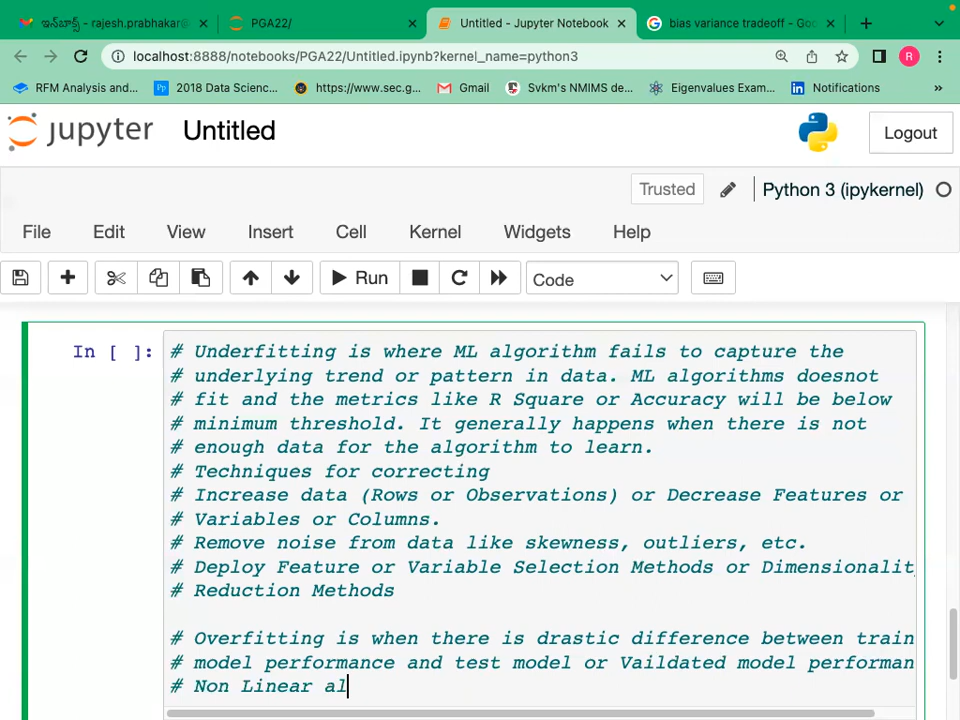 ఇన్‌బాక్స్ - rajesh.prabhakar@ PGA22/ Untitled - Jupyter Notebook bias variance tradeoff - Goo
localhost:8888/notebooks/PGA22/Untitled.ipynb?kernel_name=python3 R
RFM Analysis and... Pp 2018 Data Scienc... https://www.sec.g... Gmail Svkm's NMIMS de... Eigenvalues Exam... in Notifications »
jupyter Untitled Logout
Trusted Python 3 (ipykernel)
File Edit View Insert Cell Kernel Widgets Help
Run Code
In [ ]: # Underfitting is where ML algorithm fails to capture the
# underlying trend or pattern in data. ML algorithms doesnot
# fit and the metrics like R Square or Accuracy will be below
# minimum threshold. It generally happens when there is not
# enough data for the algorithm to learn.
# Techniques for correcting
# Increase data (Rows or Observations) or Decrease Features or
# Variables or Columns.
# Remove noise from data like skewness, outliers, etc.
# Deploy Feature or Variable Selection Methods or Dimensionalit
# Reduction Methods
# Overfitting is when there is drastic difference between train
# model performance and test model or Vaildated model performan
# Non Linear al